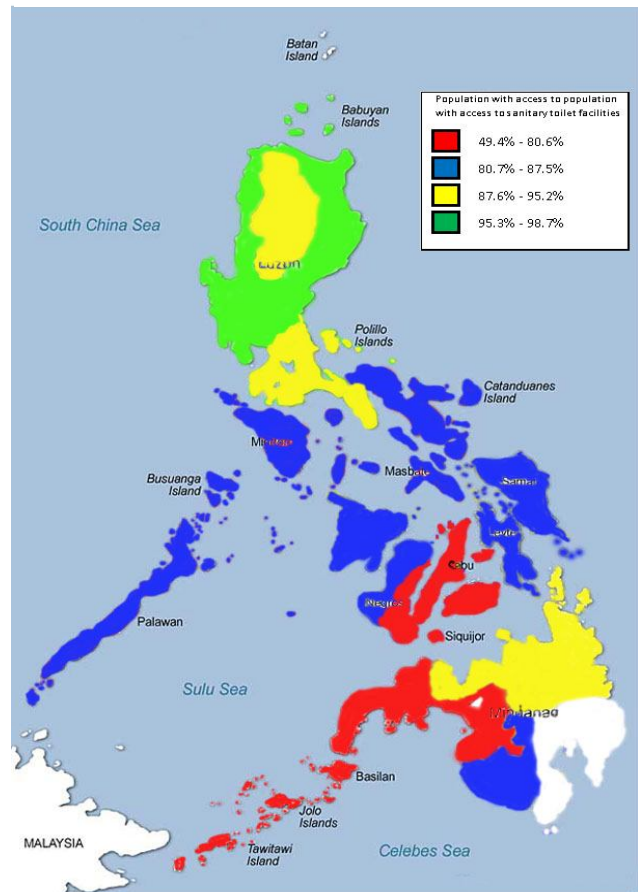 Batan
Island
Babuyan
Islands
Population with access to population
with access to sanitary toilet facilities
49.4% - 80.6%
80.7% - 87.5%
87.6% - 95.2%
95.3% - 98.7%
South China Sea
Luzon
Polillo
Islands
Catanduanes
Island
Masbate
Busuanga
Island
Samar
Leyte
Cebu
Negros
Palawan
Siquijor
Sulu Sea
Mindanao
Basilan
Jolo
Islands
MALAYSIA
Tawitawi
Island
Celebes Sea